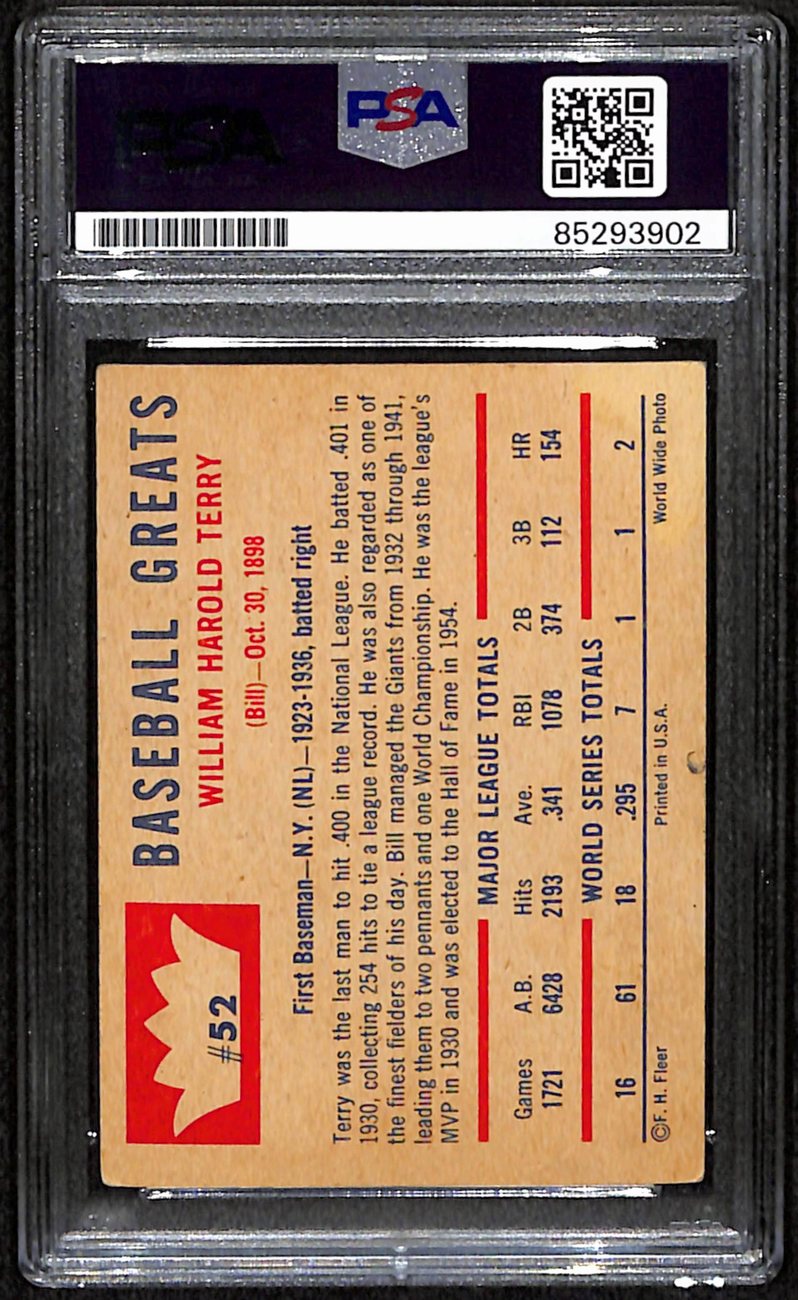 PSA
85293902
#52
BASEBALL GREATS
WILLIAM HAROLD TERRY
(Bill)—Oct. 30, 1898
First Baseman—N.Y. (NL)—1923-1936, batted right
Terry was the last man to hit .400 in the National League. He batted .401 in
1930, collecting 254 hits to tie a league record. He was also regarded as one of
the finest fielders of his day. Bill managed the Giants from 1932 through 1941,
leading them to two pennants and one World Championship. He was the league's
MVP in 1930 and was elected to the Hall of Fame in 1954.
MAJOR LEAGUE TOTALS
Games A.B. Hits Ave. RBI 2B 3B HR
1721 6428 2193 .341 1078 374 112 154
WORLD SERIES TOTALS
16 61 18 .295 7 1 1 2
©F. H. Fleer Printed in U.S.A. World Wide Photo